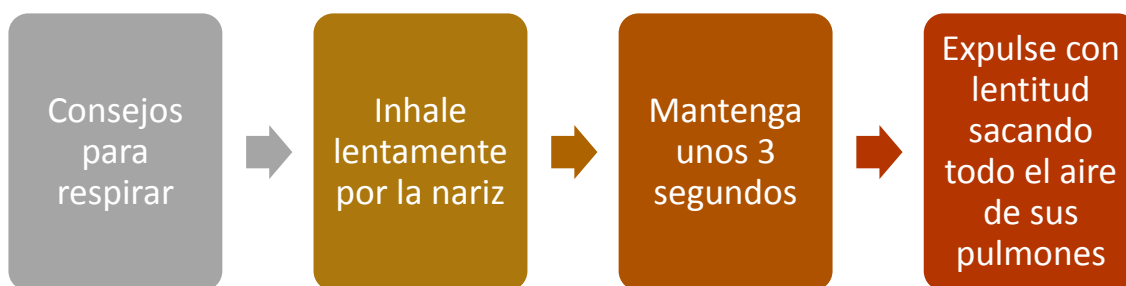 Consejos
para
respirar
Inhale
lentamente
por la nariz
Mantenga
unos 3
segundos
Expulse con
lentitud
sacando
todo el aire
de sus
pulmones